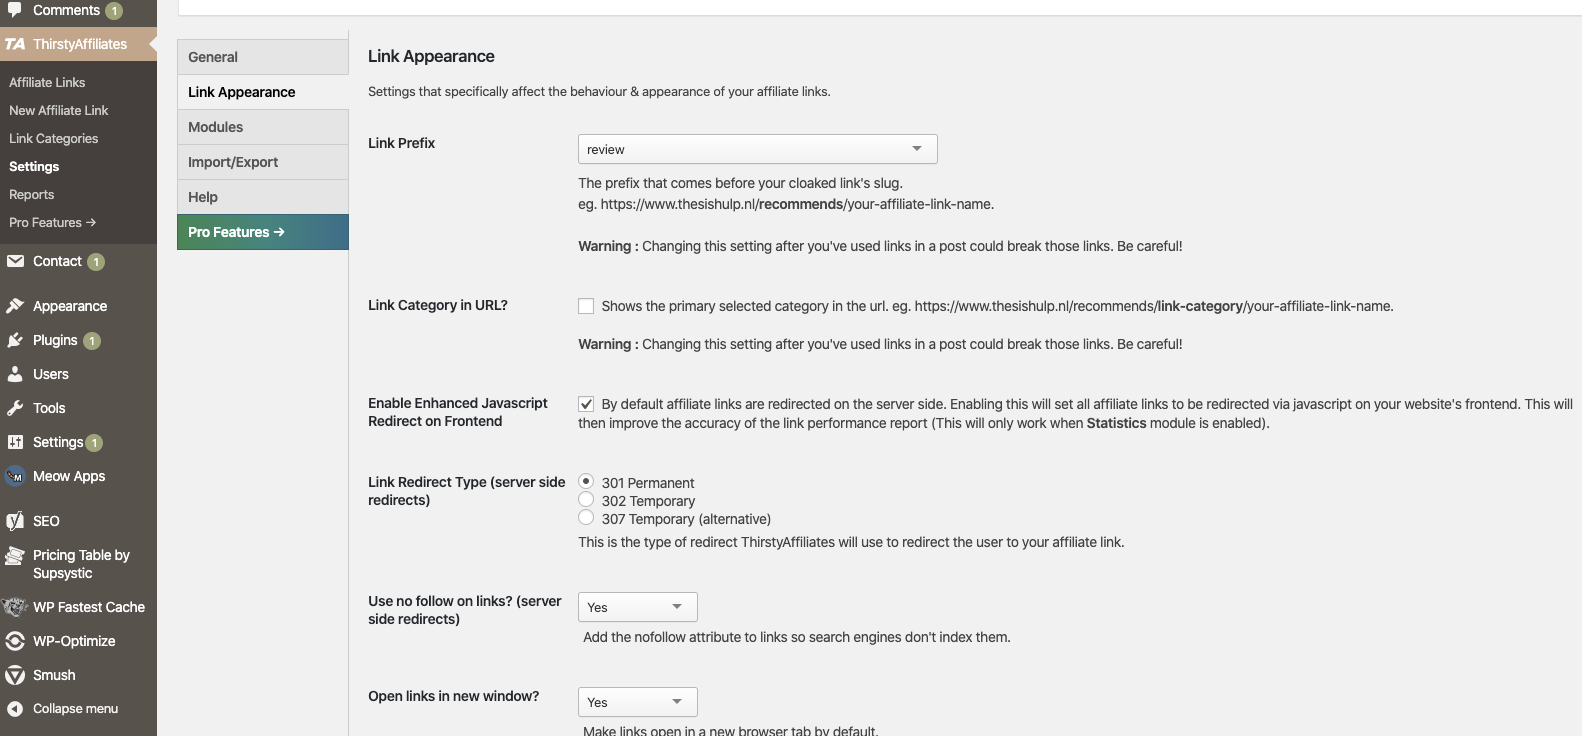 Comments 1
TA ThirstyAffiliates
Affiliate Links
New Affiliate Link
Link Categories
Settings
Reports
Pro Features →
Contact 1
Appearance
Plugins 1
Users
Tools
Settings 1
M Meow Apps
SEO
Pricing Table by
Supsystic
WP Fastest Cache
WP-Optimize
Smush
Collapse menu
General
Link Appearance
Modules
Import/Export
Help
Pro Features →
Link Appearance
Settings that specifically affect the behaviour & appearance of your affiliate links.
Link Prefix
review
The prefix that comes before your cloaked link's slug.
eg. https://www.thesishulp.nl/recommends/your-affiliate-link-name.
Warning : Changing this setting after you've used links in a post could break those links. Be careful!
Link Category in URL?
Shows the primary selected category in the url. eg. https://www.thesishulp.nl/recommends/link-category/your-affiliate-link-name.
Warning : Changing this setting after you've used links in a post could break those links. Be careful!
Enable Enhanced Javascript
Redirect on Frontend
By default affiliate links are redirected on the server side. Enabling this will set all affiliate links to be redirected via javascript on your website's frontend. This will
then improve the accuracy of the link performance report (This will only work when Statistics module is enabled).
Link Redirect Type (server side
redirects)
301 Permanent
302 Temporary
307 Temporary (alternative)
This is the type of redirect ThirstyAffiliates will use to redirect the user to your affiliate link.
Use no follow on links? (server
side redirects)
Yes
Add the nofollow attribute to links so search engines don't index them.
Open links in new window?
Yes
Make links open in a new browser tab by default.